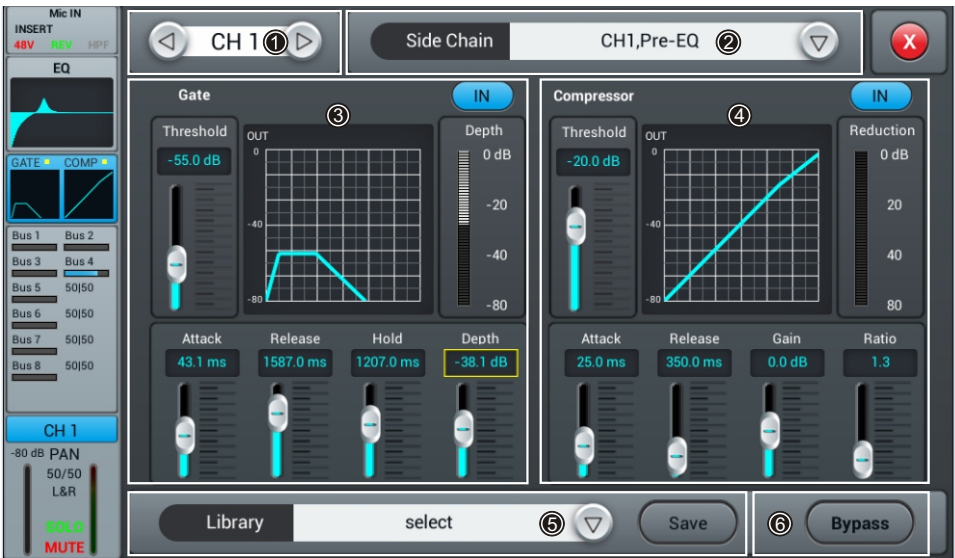 Mic IN
INSERT
48V REV HPF
EQ
GATE COMP
Bus 1 Bus 2
Bus 3 Bus 4
Bus 5 50|50
Bus 6 50|50
Bus 7 50|50
Bus 8 50|50
CH 1
-80 dB PAN
50/50
L&R
SOLO
MUTE
CH 1 ①
Side Chain CH1,Pre-EQ ②
X
Gate ③ IN
Threshold
-55.0 dB
OUT
0
-40
-80
Depth
0 dB
-20
-40
-80
Attack Release Hold Depth
43.1 ms 1587.0 ms 1207.0 ms -38.1 dB
Compressor ④ IN
Threshold
-20.0 dB
OUT
0
-40
-80
Reduction
0 dB
20
40
80
Attack Release Gain Ratio
25.0 ms 350.0 ms 0.0 dB 1.3
Library select ⑤ Save
⑥ Bypass